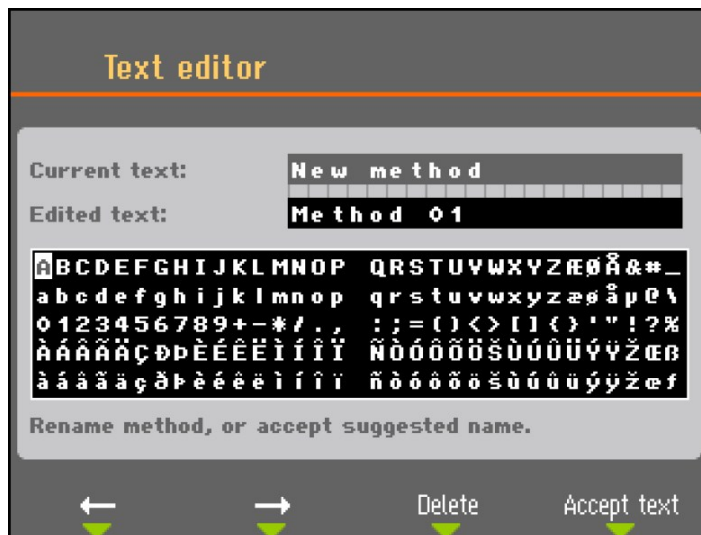 Text editor
Current text: New method
Edited text: Method 01
ABCDEFGHIJKLMNOP QRSTUVWXYZÆØÅ&#_
abcdefghijklmnop qrstuvwxyzæøåp@\
0123456789+-*/., :;=()<>[]{}'"!?%
ÀÁÂÃÄÇÐÞÈÉÊËÌÍÎÏ ÑÒÓÔÕÖŠÙÚÛÜÝŸŽŒß
àáâãäçðÞèéêëìíîï ñòóôõöšùúûüýÿžœf
Rename method, or accept suggested name.
← → Delete Accept text